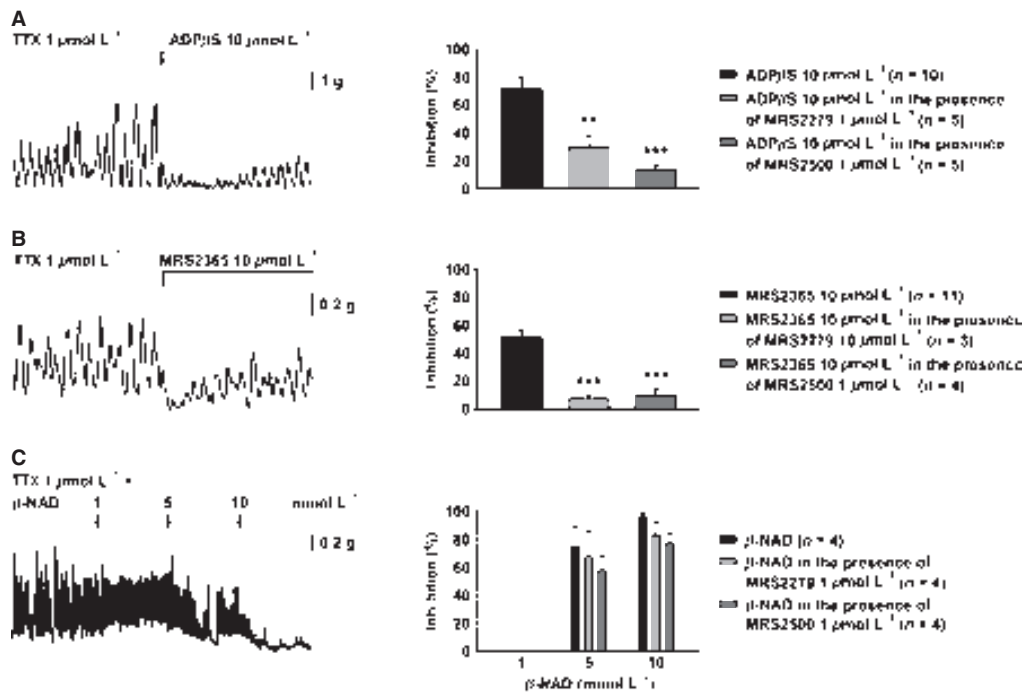 A
TTX 1 μmol L⁻¹ ADPβS 10 μmol L⁻¹
1 g
100
80
60
40
20
0
Inhibition (%)
**
***
ADPβS 10 μmol L⁻¹ (n = 10)
ADPβS 10 μmol L⁻¹ in the presence
of MRS2279 1 μmol L⁻¹ (n = 5)
ADPβS 10 μmol L⁻¹ in the presence
of MRS2500 1 μmol L⁻¹ (n = 5)
B
TTX 1 μmol L⁻¹ MRS2365 10 μmol L⁻¹
0.2 g
100
80
60
40
20
0
Inhibition (%)
***
***
MRS2365 10 μmol L⁻¹ (n = 11)
MRS2365 10 μmol L⁻¹ in the presence
of MRS2279 10 μmol L⁻¹ (n = 3)
MRS2365 10 μmol L⁻¹ in the presence
of MRS2500 1 μmol L⁻¹ (n = 4)
C
TTX 1 μmol L⁻¹ +
β-NAD 1 5 10 mmol L⁻¹
0.2 g
100
80
60
40
20
0
Inhibition (%)
1 5 10
β-NAD (mmol L⁻¹)
β-NAD (n = 4)
β-NAD in the presence of
MRS2279 1 μmol L⁻¹ (n = 4)
β-NAD in the presence of
MRS2500 1 μmol L⁻¹ (n = 4)